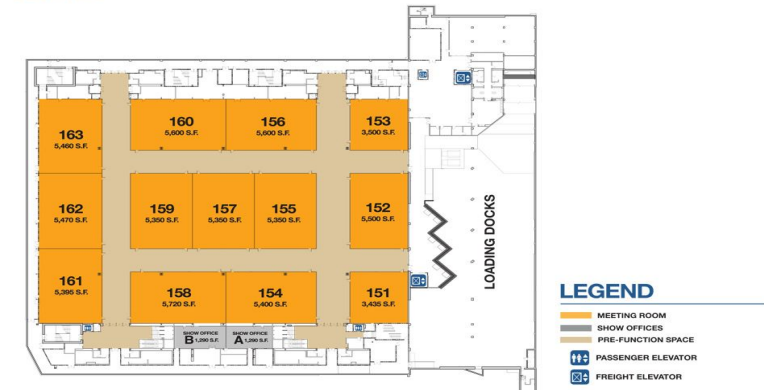 163
5,460 S.F.
160
5,600 S.F.
156
5,600 S.F.
153
3,500 S.F.
162
5,470 S.F.
159
5,350 S.F.
157
5,350 S.F.
155
5,350 S.F.
152
5,500 S.F.
161
5,395 S.F.
158
5,720 S.F.
154
5,400 S.F.
151
3,435 S.F.
SHOW OFFICE
B 1,290 S.F.
SHOW OFFICE
A 1,290 S.F.
LOADING DOCKS
LEGEND
MEETING ROOM
SHOW OFFICES
PRE-FUNCTION SPACE
PASSENGER ELEVATOR
FREIGHT ELEVATOR